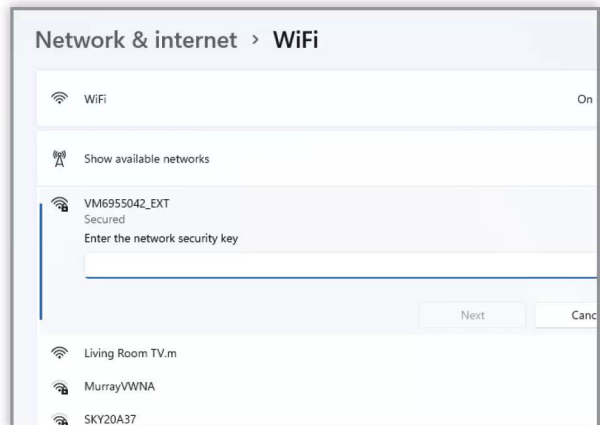 Network & internet > WiFi
WiFi On
Show available networks
VM6955042_EXT
Secured
Enter the network security key
Next Canc
Living Room TV.m
MurrayVWNA
SKY20A37